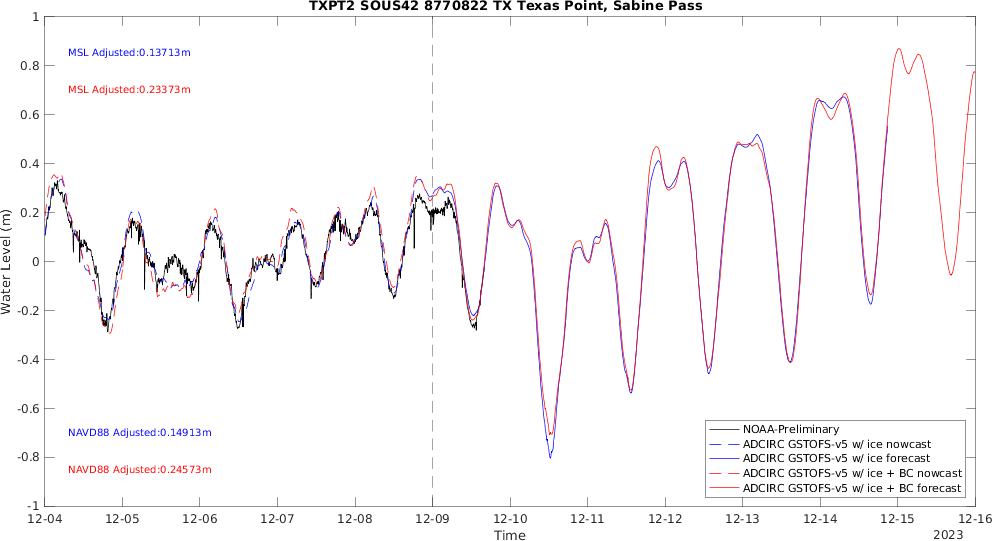 TXPT2 SOUS42 8770822 TX Texas Point, Sabine Pass
1
0.8
0.6
0.4
0.2
0
-0.2
-0.4
-0.6
-0.8
-1
Water Level (m)
MSL Adjusted:0.13713m
MSL Adjusted:0.23373m
NAVD88 Adjusted:0.14913m
NAVD88 Adjusted:0.24573m
NOAA-Preliminary
ADCIRC GSTOFS-v5 w/ ice nowcast
ADCIRC GSTOFS-v5 w/ ice forecast
ADCIRC GSTOFS-v5 w/ ice + BC nowcast
ADCIRC GSTOFS-v5 w/ ice + BC forecast
12-04 12-05 12-06 12-07 12-08 12-09 12-10 12-11 12-12 12-13 12-14 12-15 12-16
Time
2023